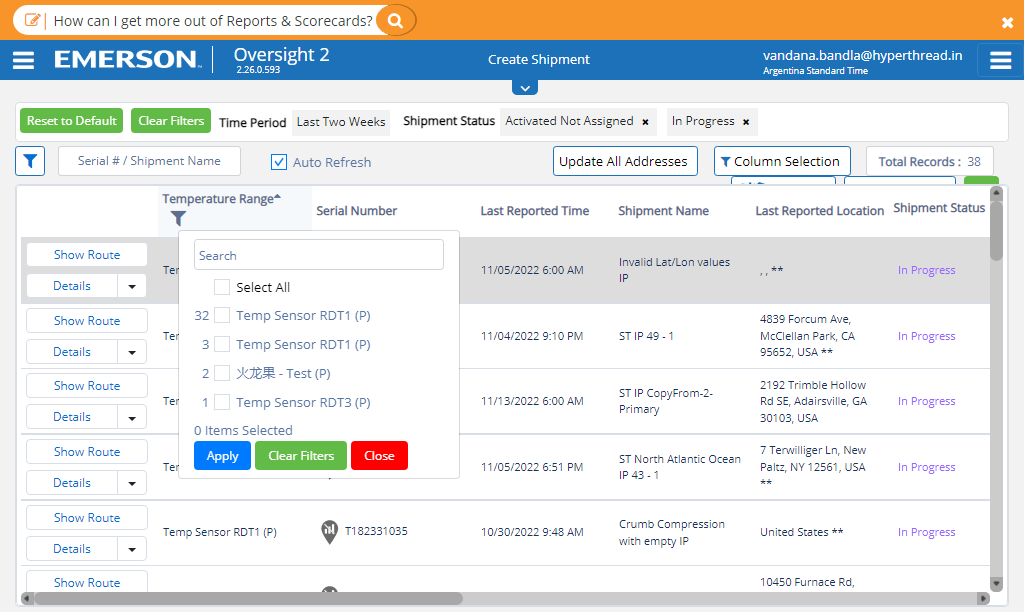 How can I get more out of Reports & Scorecards?
EMERSON
Oversight 2
2.26.0.593
Create Shipment
vandana.bandla@hyperthread.in
Argentina Standard Time
Reset to Default
Clear Filters
Time Period
Last Two Weeks
Shipment Status
Activated Not Assigned ×
In Progress ×
Serial # / Shipment Name
Auto Refresh
Update All Addresses
Column Selection
Total Records : 38
Temperature Range
Serial Number
Last Reported Time
Shipment Name
Last Reported Location
Shipment Status
Search
Select All
32 Temp Sensor RDT1 (P)
3 Temp Sensor RDT1 (P)
2 火龙果 - Test (P)
1 Temp Sensor RDT3 (P)
0 Items Selected
Apply
Clear Filters
Close
Show Route
Details
11/05/2022 6:00 AM
Invalid Lat/Lon values
IP
, , **
In Progress
Show Route
Details
11/04/2022 9:10 PM
ST IP 49 - 1
4839 Forcum Ave,
McClellan Park, CA
95652, USA **
In Progress
Show Route
Details
11/13/2022 6:00 AM
ST IP CopyFrom-2-
Primary
2192 Trimble Hollow
Rd SE, Adairsville, GA
30103, USA
In Progress
Show Route
Details
11/05/2022 6:51 PM
ST North Atlantic Ocean
IP 43 - 1
7 Terwilliger Ln, New
Paltz, NY 12561, USA
**
In Progress
Show Route
Details
Temp Sensor RDT1 (P)
T182331035
10/30/2022 9:48 AM
Crumb Compression
with empty IP
United States **
In Progress
Show Route
10450 Furnace Rd,